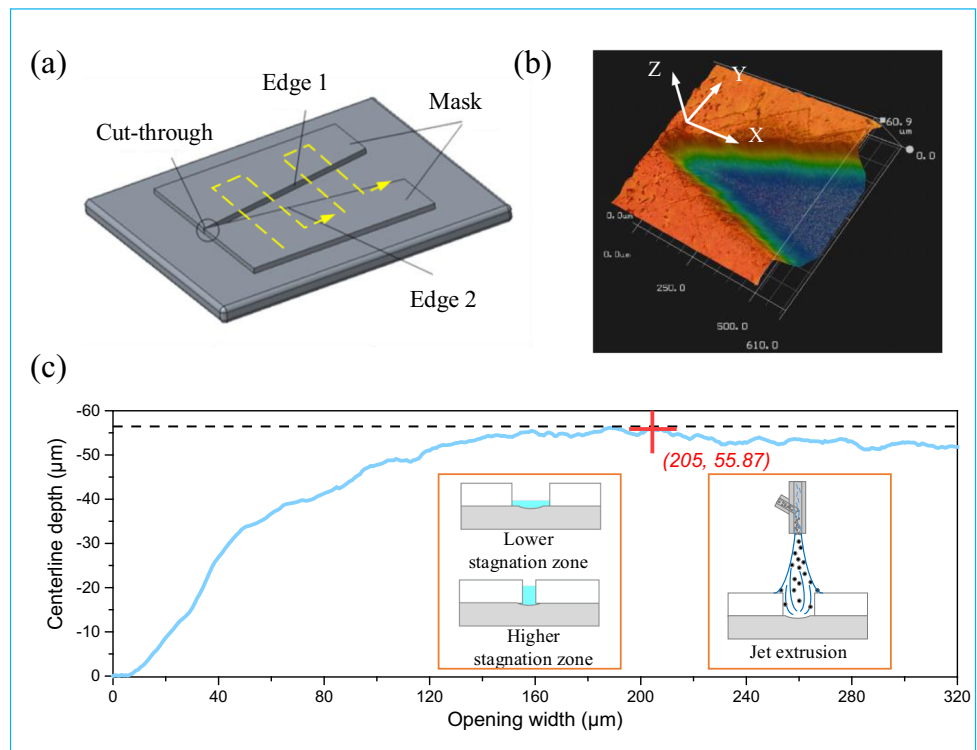 (a)
Edge 1
Mask
Cut-through
Edge 2
(b)
Z
Y
X
60.9
um
0.0
0.0um
0.0um
250.0
500.0
610.0
(c)
-60
-50
-40
-30
-20
-10
0
Centerline depth (μm)
(205, 55.87)
Lower
stagnation zone
Higher
stagnation zone
Jet extrusion
0 40 80 120 160 200 240 280 320
Opening width (μm)